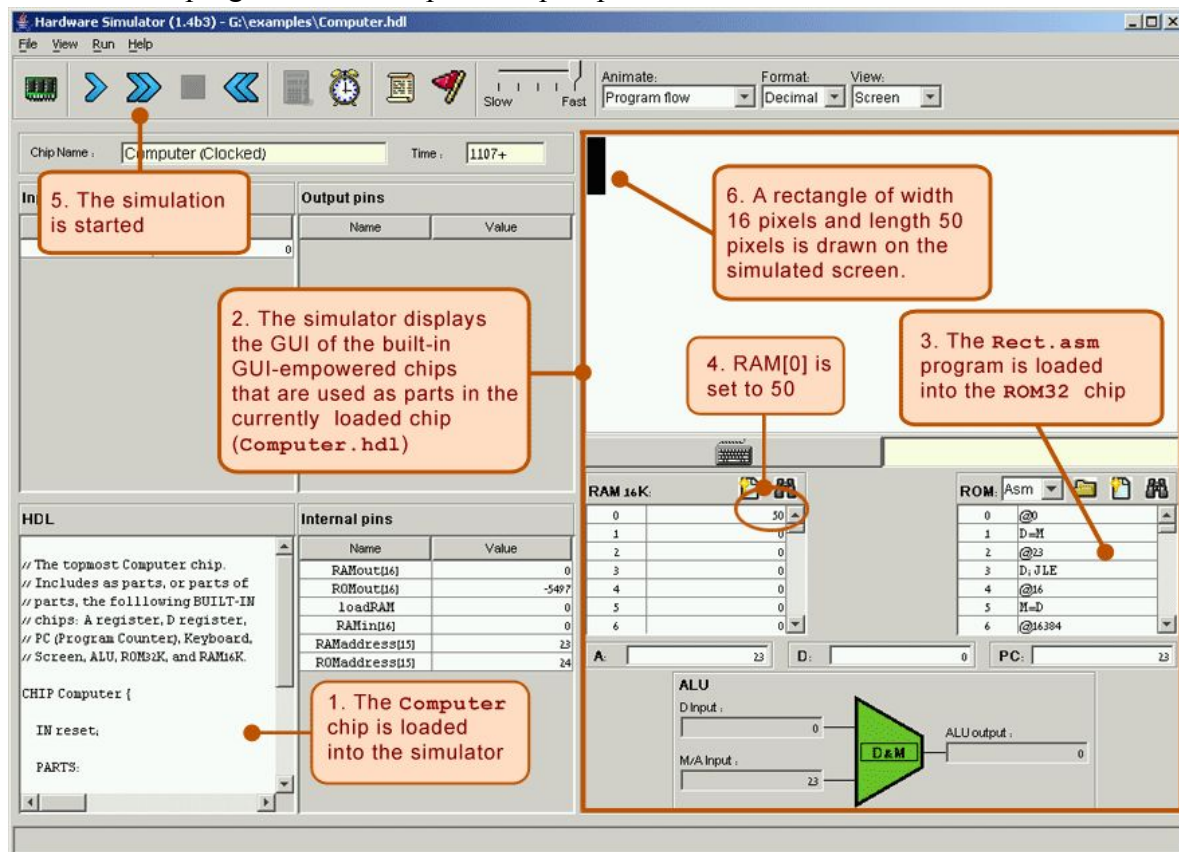 Hardware Simulator (1.4b3) - G:\examples\Computer.hdl
File View Run Help
Slow Fast
Animate: Format: View:
Program flow Decimal Screen
Chip Name : Computer (Clocked) Time : 1107+
5. The simulation
is started
Output pins
Name Value
0
6. A rectangle of width
16 pixels and length 50
pixels is drawn on the
simulated screen.
2. The simulator displays
the GUI of the built-in
GUI-empowered chips
that are used as parts in the
currently loaded chip
(Computer.hdl)
4. RAM[0] is
set to 50
3. The Rect.asm
program is loaded
into the ROM32 chip
RAM 16K:
0 50
1 0
2 0
3 0
4 0
5 0
6 0
ROM: Asm
0 @0
1 D=M
2 @23
3 D;JLE
4 @16
5 M=D
6 @16384
HDL
// The topmost Computer chip.
// Includes as parts, or parts of
// parts, the folllowing BUILT-IN
// chips: A register, D register,
// PC (Program Counter), Keyboard,
// Screen, ALU, ROM32K, and RAM16K.
CHIP Computer {
IN reset;
PARTS:
Internal pins
Name Value
RAMout[16] 0
ROMout[16] -5497
loadRAM 0
RAMin[16] 0
RAMaddress[15] 23
ROMaddress[15] 24
1. The Computer
chip is loaded
into the simulator
A: 23 D: 0 PC: 23
ALU
D Input : 0
M/A Input : 23
D&M
ALU output : 0